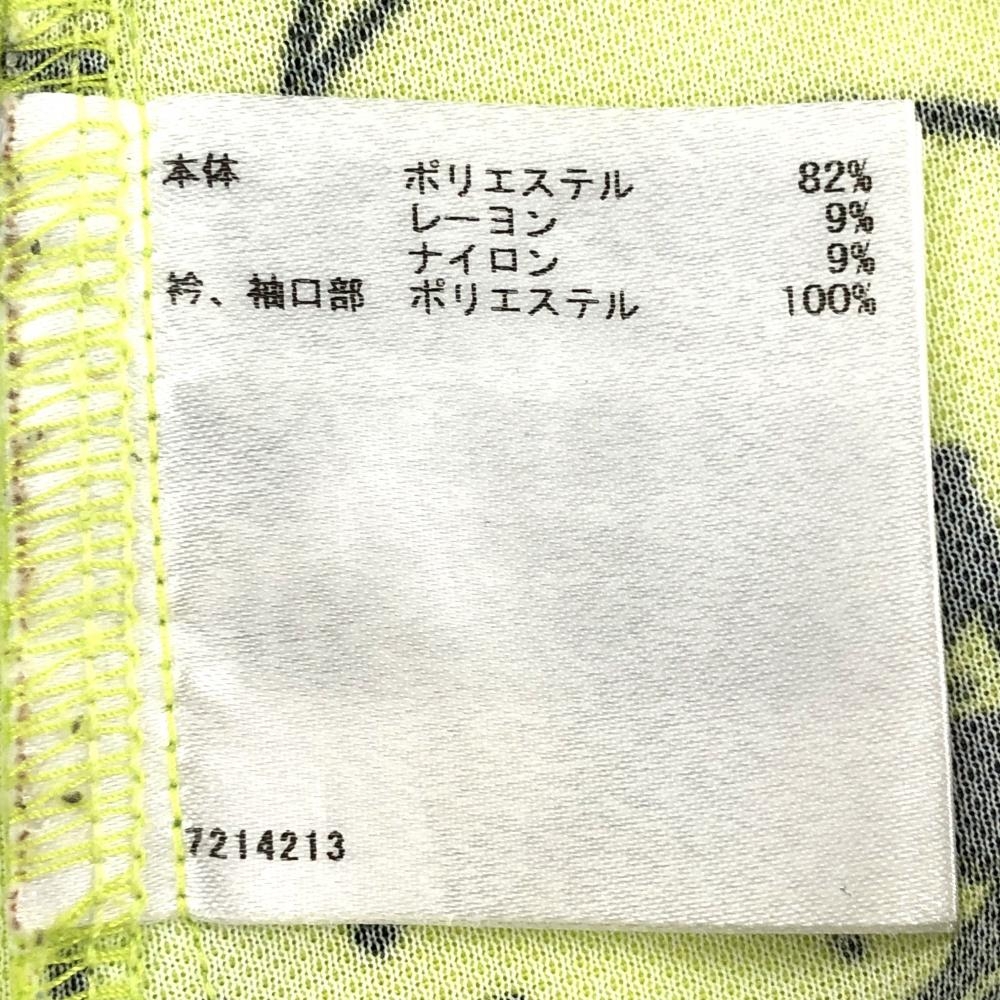 本体 ポリエステル 82%
レーヨン 9%
ナイロン 9%
衿、袖口部 ポリエステル 100%
7214213